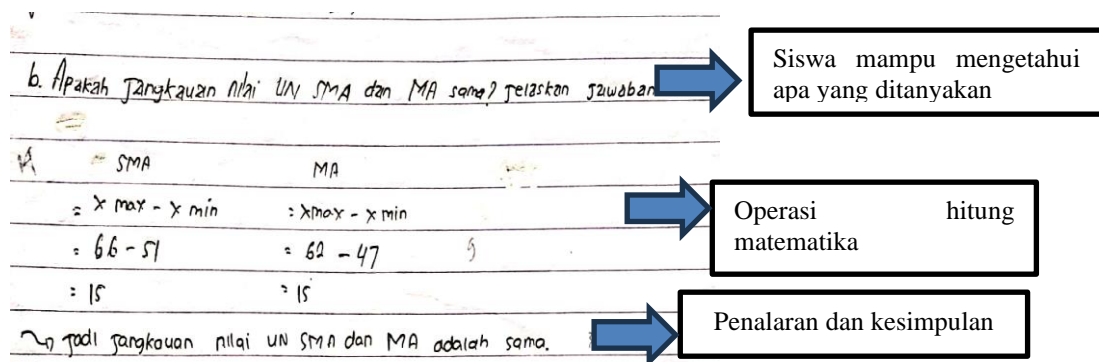 b. Apakah Jangkauan nilai UN SMA dan MA sama? Jelaskan Jawaban
Siswa mampu mengetahui
apa yang ditanyakan
SMA MA
= x max - x min = xmax - x min
= 66 - 51 = 62 - 47
= 15 = 15
Operasi hitung
matematika
Jadi Jangkauan nilai UN SMA dan MA adalah sama.
Penalaran dan kesimpulan